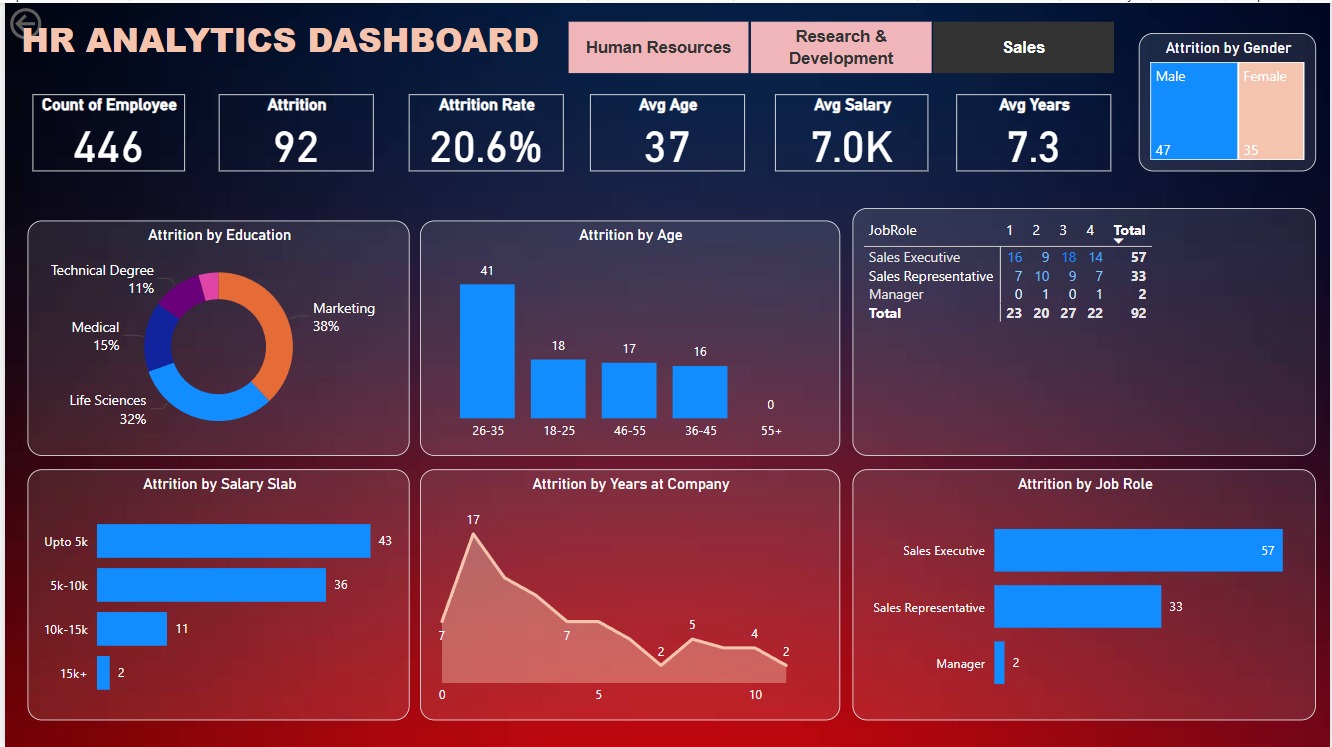 HR ANALYTICS DASHBOARD
Human Resources
Research &
Development
Sales
Attrition by Gender
Male
Female
47
35
Count of Employee
446
Attrition
92
Attrition Rate
20.6%
Avg Age
37
Avg Salary
7.0K
Avg Years
7.3
Attrition by Education
Technical Degree
11%
Marketing
38%
Medical
15%
Life Sciences
32%
Attrition by Age
41
18
17
16
0
26-35 18-25 46-55 36-45 55+
JobRole 1 2 3 4 Total
Sales Executive 16 9 18 14 57
Sales Representative 7 10 9 7 33
Manager 0 1 0 1 2
Total 23 20 27 22 92
Attrition by Salary Slab
Upto 5k 43
5k-10k 36
10k-15k 11
15k+ 2
Attrition by Years at Company
17
7
7
2
5
4
2
0 5 10
Attrition by Job Role
Sales Executive 57
Sales Representative 33
Manager 2